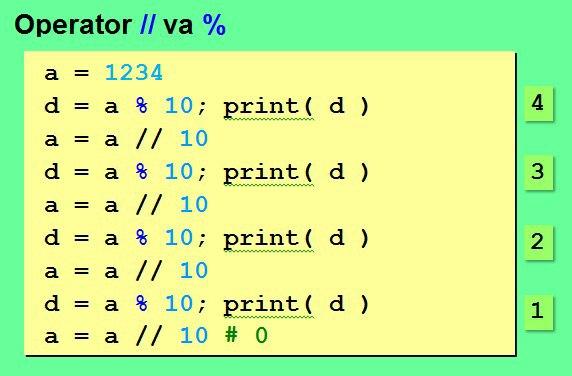 Operator // va %
a = 1234
d = a % 10; print( d ) 4
a = a // 10
d = a % 10; print( d ) 3
a = a // 10
d = a % 10; print( d ) 2
a = a // 10
d = a % 10; print( d ) 1
a = a // 10 # 0